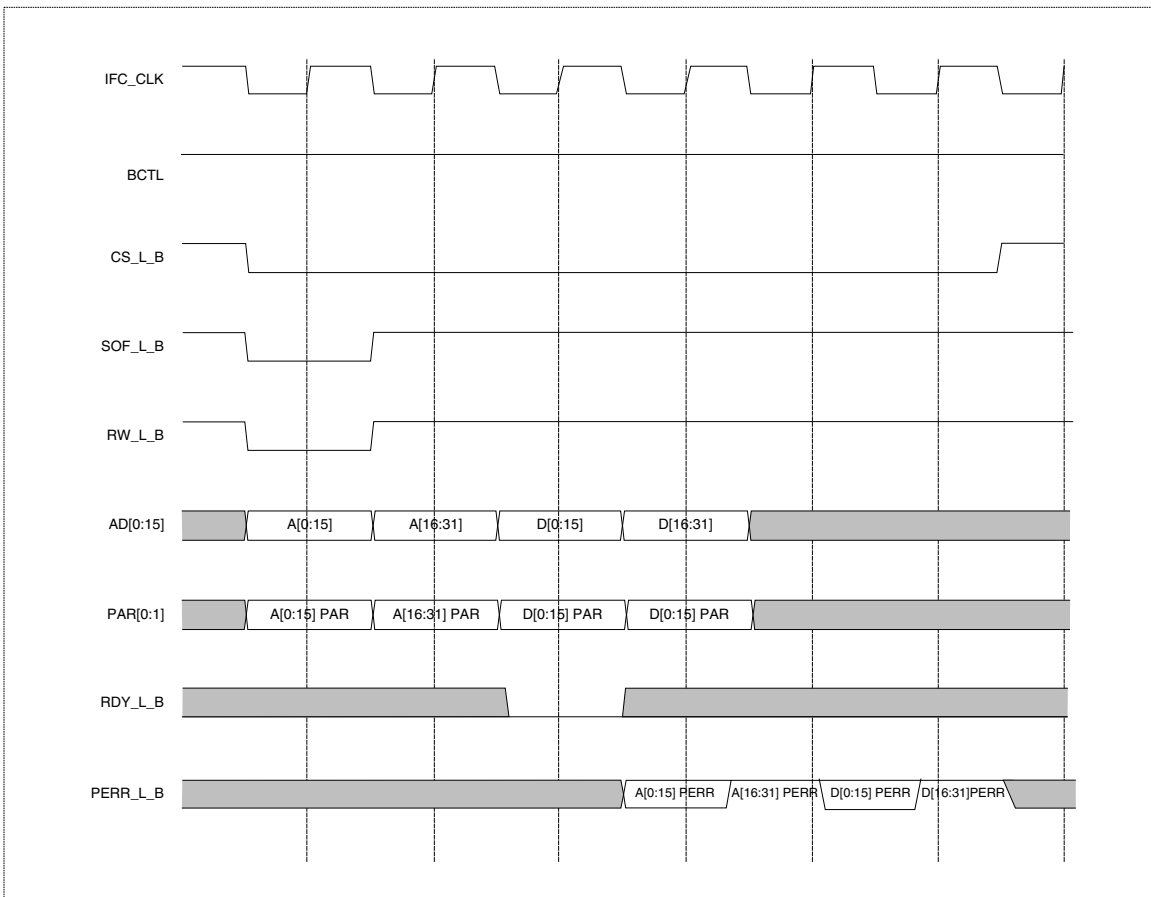 IFC_CLK
BCTL
CS_L_B
SOF_L_B
RW_L_B
AD[0:15] A[0:15] A[16:31] D[0:15] D[16:31]
PAR[0:1] A[0:15] PAR A[16:31] PAR D[0:15] PAR D[0:15] PAR
RDY_L_B
PERR_L_B A[0:15] PERR A[16:31] PERR D[0:15] PERR D[16:31]PERR